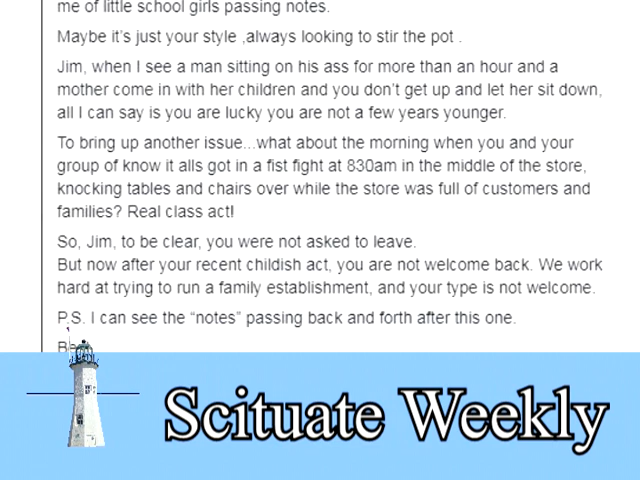 me of little school girls passing notes.
Maybe it's just your style ,always looking to stir the pot .
Jim, when I see a man sitting on his ass for more than an hour and a
mother come in with her children and you don't get up and let her sit down,
all I can say is you are lucky you are not a few years younger.
To bring up another issue...what about the morning when you and your
group of know it alls got in a fist fight at 830am in the middle of the store,
knocking tables and chairs over while the store was full of customers and
families? Real class act!
So, Jim, to be clear, you were not asked to leave.
But now after your recent childish act, you are not welcome back. We work
hard at trying to run a family establishment, and your type is not welcome.
P.S. I can see the “notes” passing back and forth after this one.
Scituate Weekly